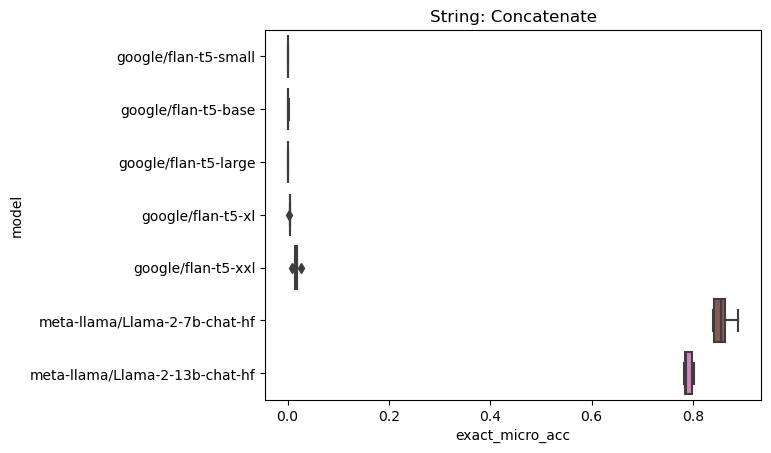 String: Concatenate
google/flan-t5-small
google/flan-t5-base
google/flan-t5-large
google/flan-t5-xl
google/flan-t5-xxl
meta-llama/Llama-2-7b-chat-hf
meta-llama/Llama-2-13b-chat-hf
model
0.0 0.2 0.4 0.6 0.8
exact_micro_acc